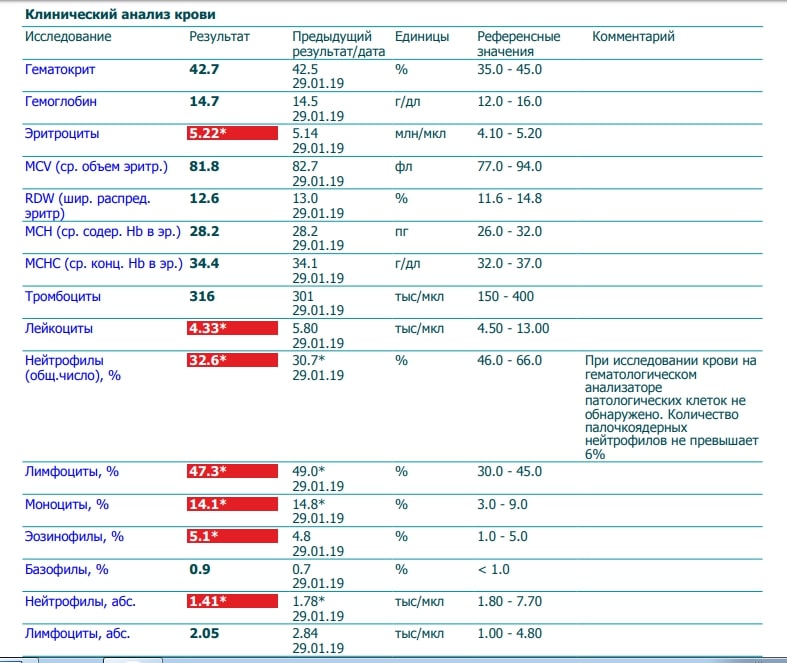 Клинический анализ крови
Исследование Результат Предыдущий Единицы Референсные Комментарий
результат/дата значения
Гематокрит 42.7 42.5 % 35.0 - 45.0
29.01.19
Гемоглобин 14.7 14.5 г/дл 12.0 - 16.0
29.01.19
Эритроциты 5.22* 5.14 млн/мкл 4.10 - 5.20
29.01.19
MCV (ср. объем эритр.) 81.8 82.7 фл 77.0 - 94.0
29.01.19
RDW (шир. распред. 12.6 13.0 % 11.6 - 14.8
эритр) 29.01.19
MCH (ср. содер. Hb в эр.) 28.2 28.2 пг 26.0 - 32.0
29.01.19
MCHC (ср. конц. Hb в эр.) 34.4 34.1 г/дл 32.0 - 37.0
29.01.19
Тромбоциты 316 301 тыс/мкл 150 - 400
29.01.19
Лейкоциты 4.33* 5.80 тыс/мкл 4.50 - 13.00
29.01.19
Нейтрофилы 32.6* 30.7* % 46.0 - 66.0 При исследовании крови на
(общ.число), % 29.01.19 гематологическом
анализаторе
патологических клеток не
обнаружено. Количество
палочкоядерных
нейтрофилов не превышает
6%
Лимфоциты, % 47.3* 49.0* % 30.0 - 45.0
29.01.19
Моноциты, % 14.1* 14.8* % 3.0 - 9.0
29.01.19
Эозинофилы, % 5.1* 4.8 % 1.0 - 5.0
29.01.19
Базофилы, % 0.9 0.7 % < 1.0
29.01.19
Нейтрофилы, абс. 1.41* 1.78* тыс/мкл 1.80 - 7.70
29.01.19
Лимфоциты, абс. 2.05 2.84 тыс/мкл 1.00 - 4.80
29.01.19